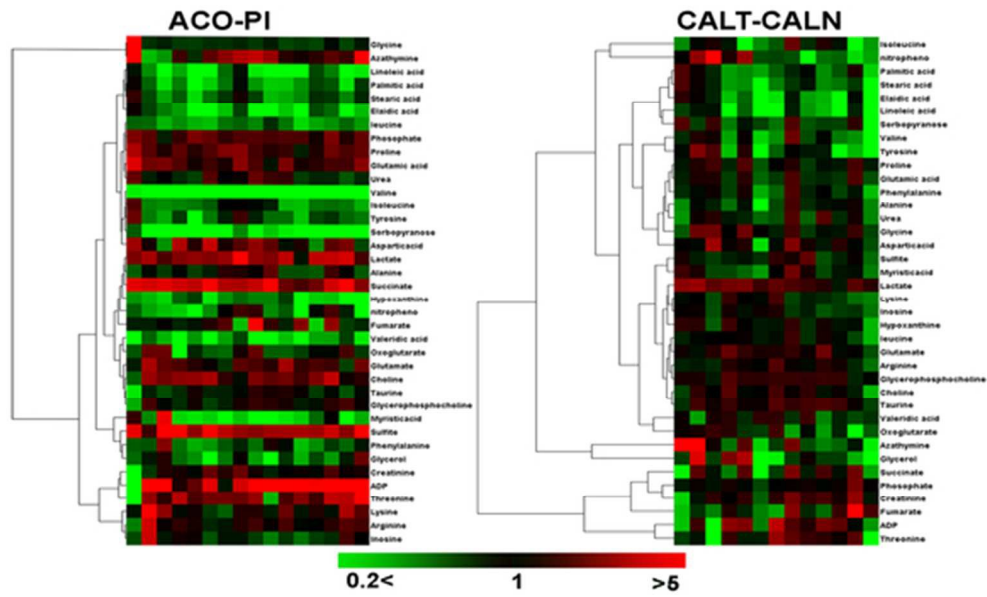 ACO-PI
CALT-CALN
Glycine
Azathymine
Linoleic acid
Palmitic acid
Stearic acid
Elaidic acid
leucine
Phosophate
Proline
Glutamic acid
Urea
Valine
Isoleucine
Tyrosine
Sorbopyranose
Asparticacid
Lactate
Alanine
Succinate
Hypoxanthine
nitropheno
Fumarate
Valeridic acid
Oxoglutarate
Glutamate
Choline
Taurine
Glycerophosphocholine
Myristicacid
Sulfite
Phenylalanine
Glycerol
Creatinine
ADP
Threonine
Lysine
Arginine
Inosine
Isoleucine
nitropheno
Palmitic acid
Stearic acid
Elaidic acid
Linoleic acid
Sorbopyranose
Valine
Tyrosine
Proline
Glutamic acid
Phenylalanine
Alanine
Urea
Glycine
Asparticacid
Sulfite
Myristicacid
Lactate
Lysine
Inosine
Hypoxanthine
leucine
Glutamate
Arginine
Glycerophosphocholine
Choline
Taurine
Valeridic acid
Oxoglutarate
Azathymine
Glycerol
Succinate
Phosophate
Creatinine
Fumarate
ADP
Threonine
0.2< 1 >5